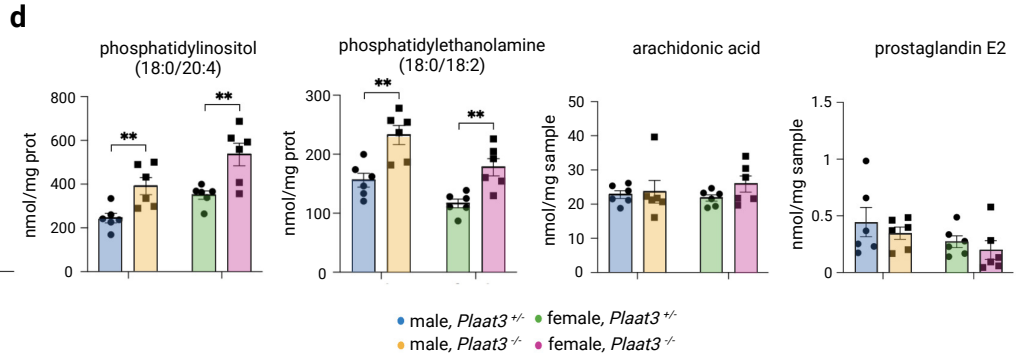 d
phosphatidylinositol
(18:0/20:4)
nmol/mg prot
800
600
400
200
0
**
**
phosphatidylethanolamine
(18:0/18:2)
nmol/mg prot
300
200
100
0
**
**
arachidonic acid
nmol/mg sample
50
40
30
20
10
0
prostaglandin E2
nmol/mg sample
1.5
1
0.5
0
male, Plaat3 +/-
female, Plaat3 +/-
male, Plaat3 -/-
female, Plaat3 -/-